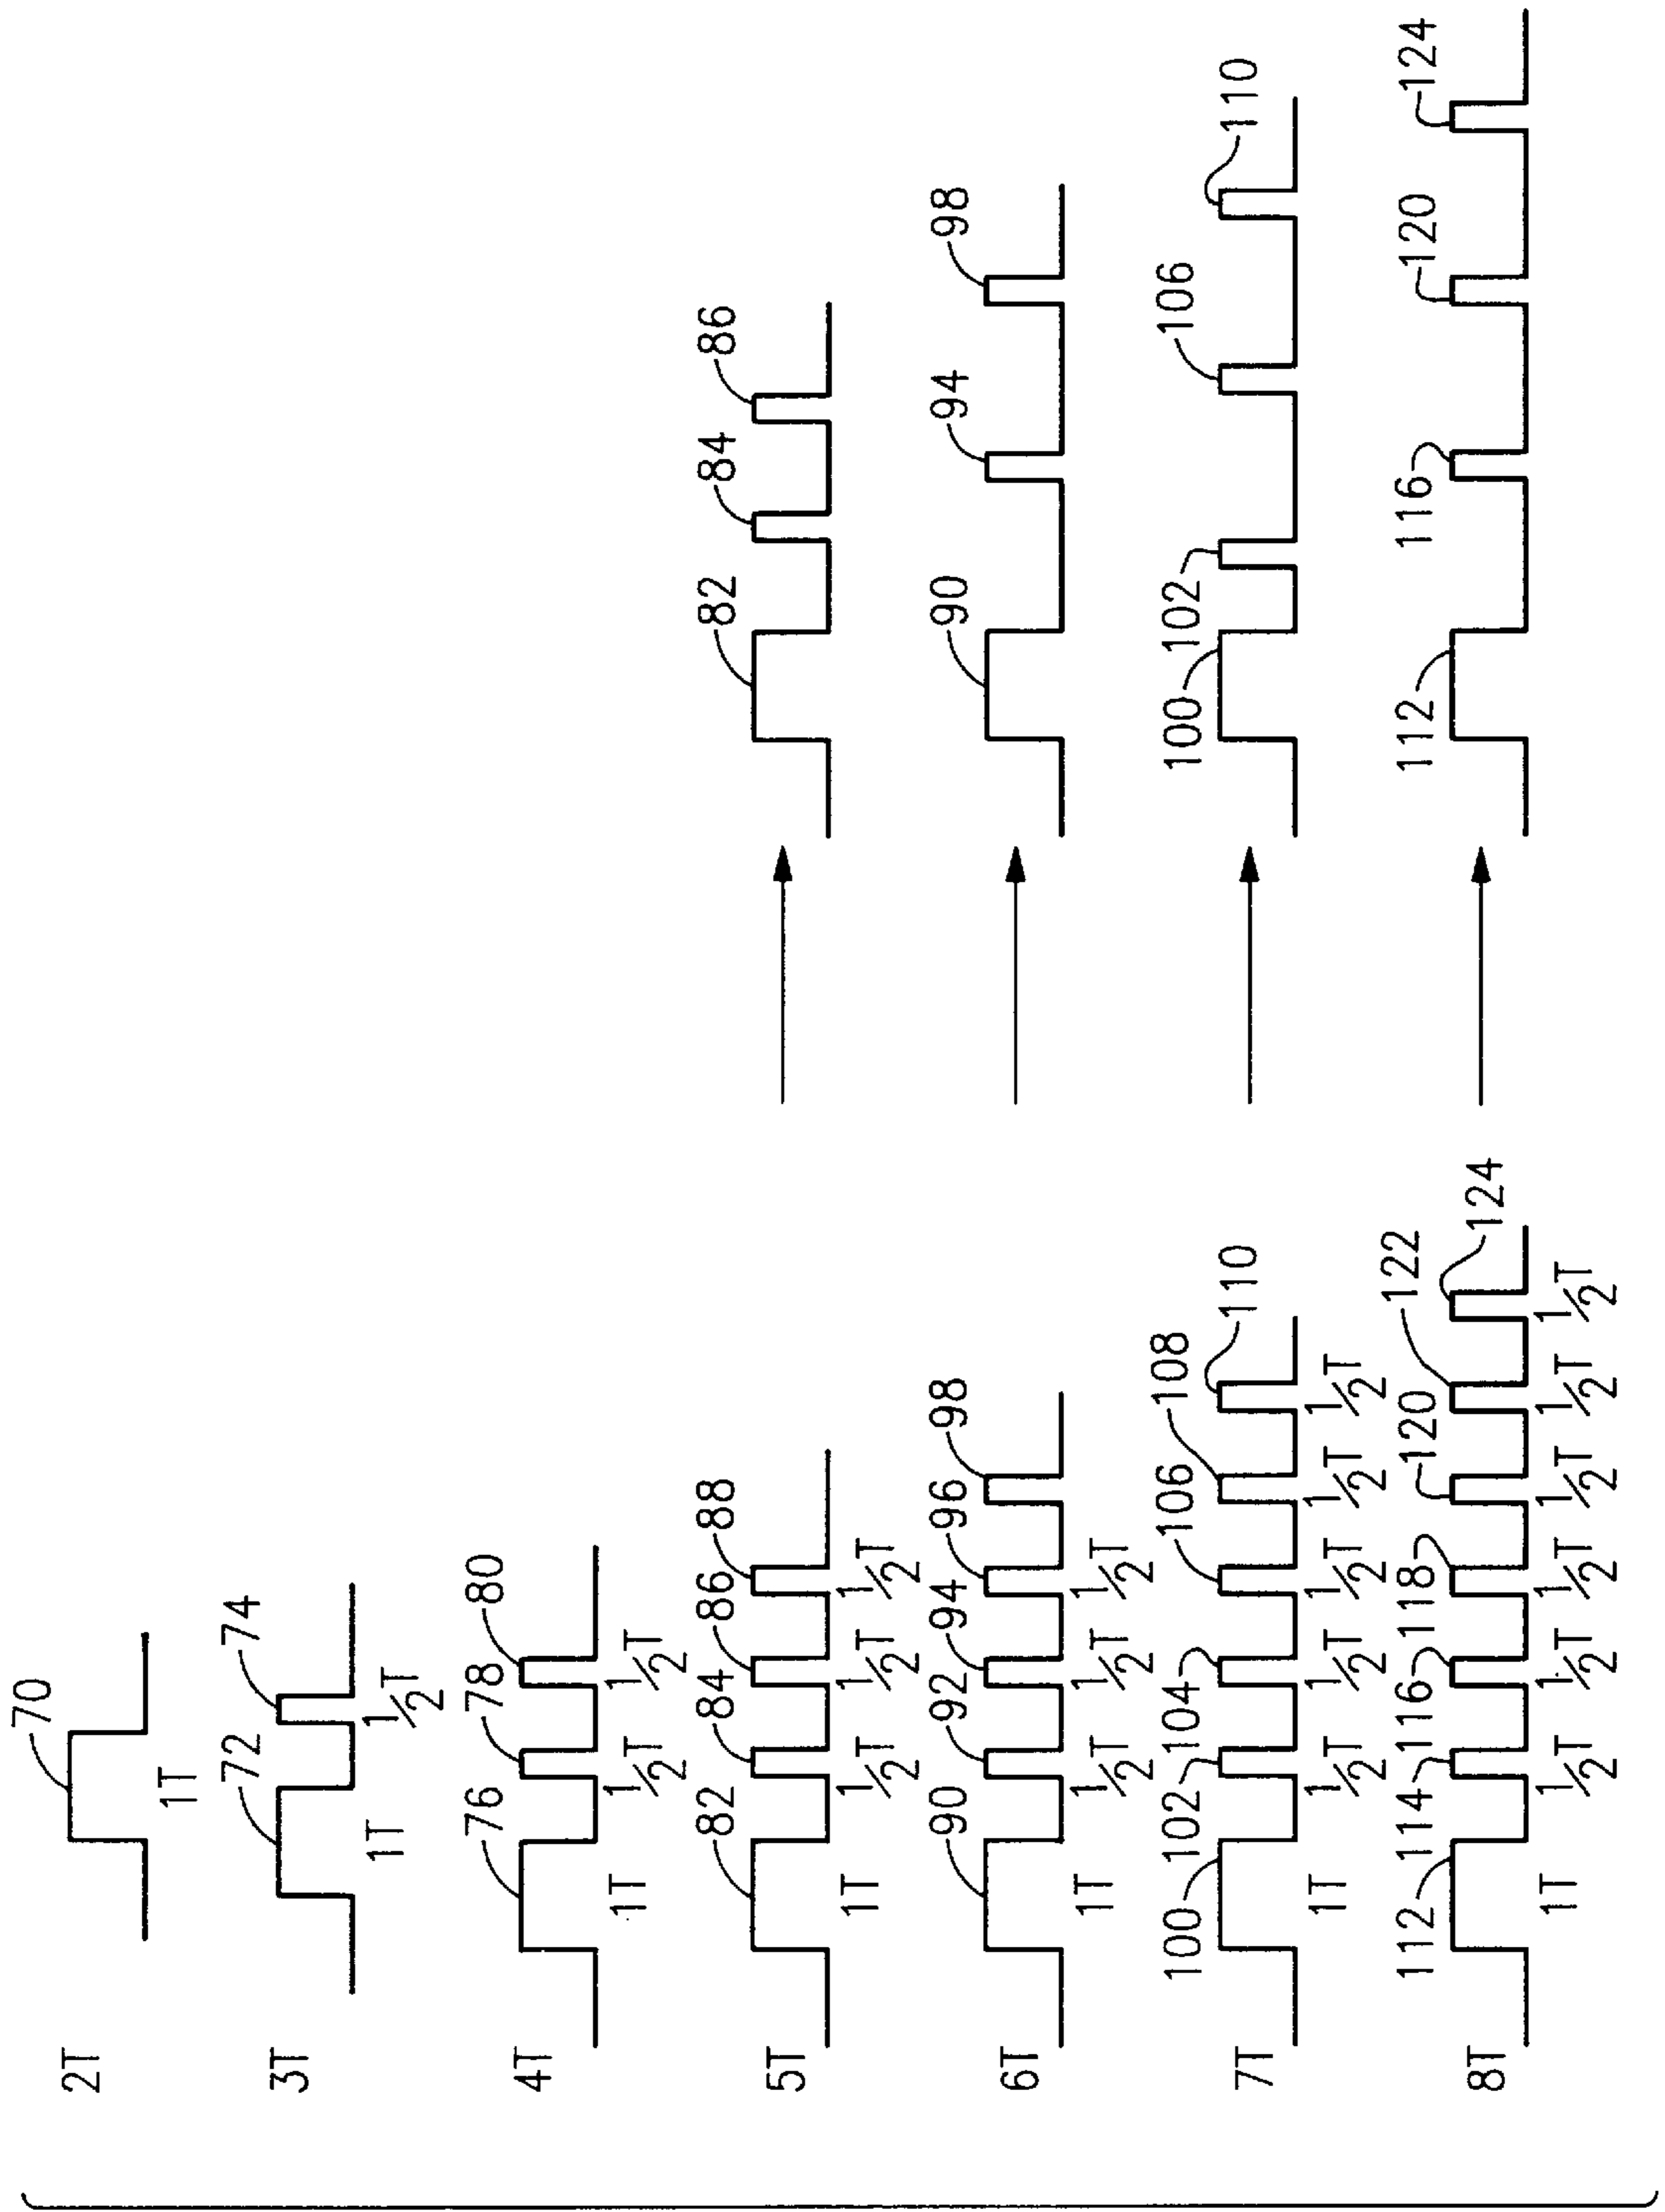 2T
70
1T
3T
72 74
1T 1/2T
4T
76 78 80
1T 1/2T 1/2T
5T
82 84 86 88
1T 1/2T 1/2T 1/2T
82 84 86
6T
90 92 94 96 98
1T 1/2T 1/2T 1/2T
90 94 98
7T
100 102 104 106 108 110
1T 1/2T 1/2T 1/2T 1/2T 1/2T
100 102 106 110
8T
112 114 116 118 120 122 124
1T 1/2T 1/2T 1/2T 1/2T 1/2T 1/2T
112 116 120 124